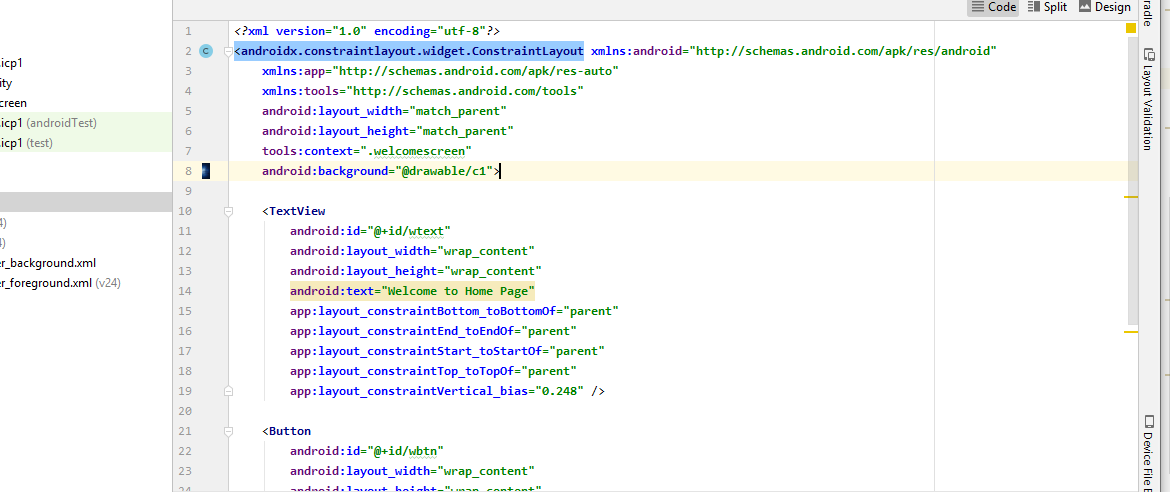 Code Split Design
1 <?xml version="1.0" encoding="utf-8"?>
2 C <androidx.constraintlayout.widget.ConstraintLayout xmlns:android="http://schemas.android.com/apk/res/android"
3 xmlns:app="http://schemas.android.com/apk/res-auto"
4 xmlns:tools="http://schemas.android.com/tools"
5 android:layout_width="match_parent"
6 android:layout_height="match_parent"
7 tools:context=".welcomescreen"
8 android:background="@drawable/c1">
9
10 <TextView
11 android:id="@+id/wtext"
12 android:layout_width="wrap_content"
13 android:layout_height="wrap_content"
14 android:text="Welcome to Home Page"
15 app:layout_constraintBottom_toBottomOf="parent"
16 app:layout_constraintEnd_toEndOf="parent"
17 app:layout_constraintStart_toStartOf="parent"
18 app:layout_constraintTop_toTopOf="parent"
19 app:layout_constraintVertical_bias="0.248" />
20
21 <Button
22 android:id="@+id/wbtn"
23 android:layout_width="wrap_content"
24 android:layout_height="wrap_content"
.icp1
ity
creen
.icp1 (androidTest)
.icp1 (test)
4)
4)
er_background.xml
er_foreground.xml (v24)
radle
Layout Validation
Device File E